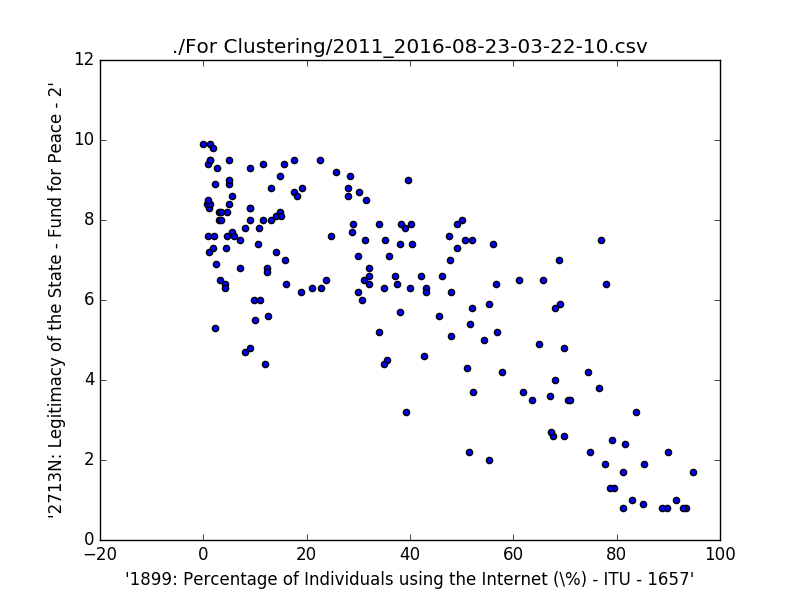 ./For Clustering/2011_2016-08-23-03-22-10.csv
12
10
8
6
4
2
0
'2713N: Legitimacy of the State - Fund for Peace - 2'
−20 0 20 40 60 80 100
'1899: Percentage of Individuals using the Internet (\%) - ITU - 1657'